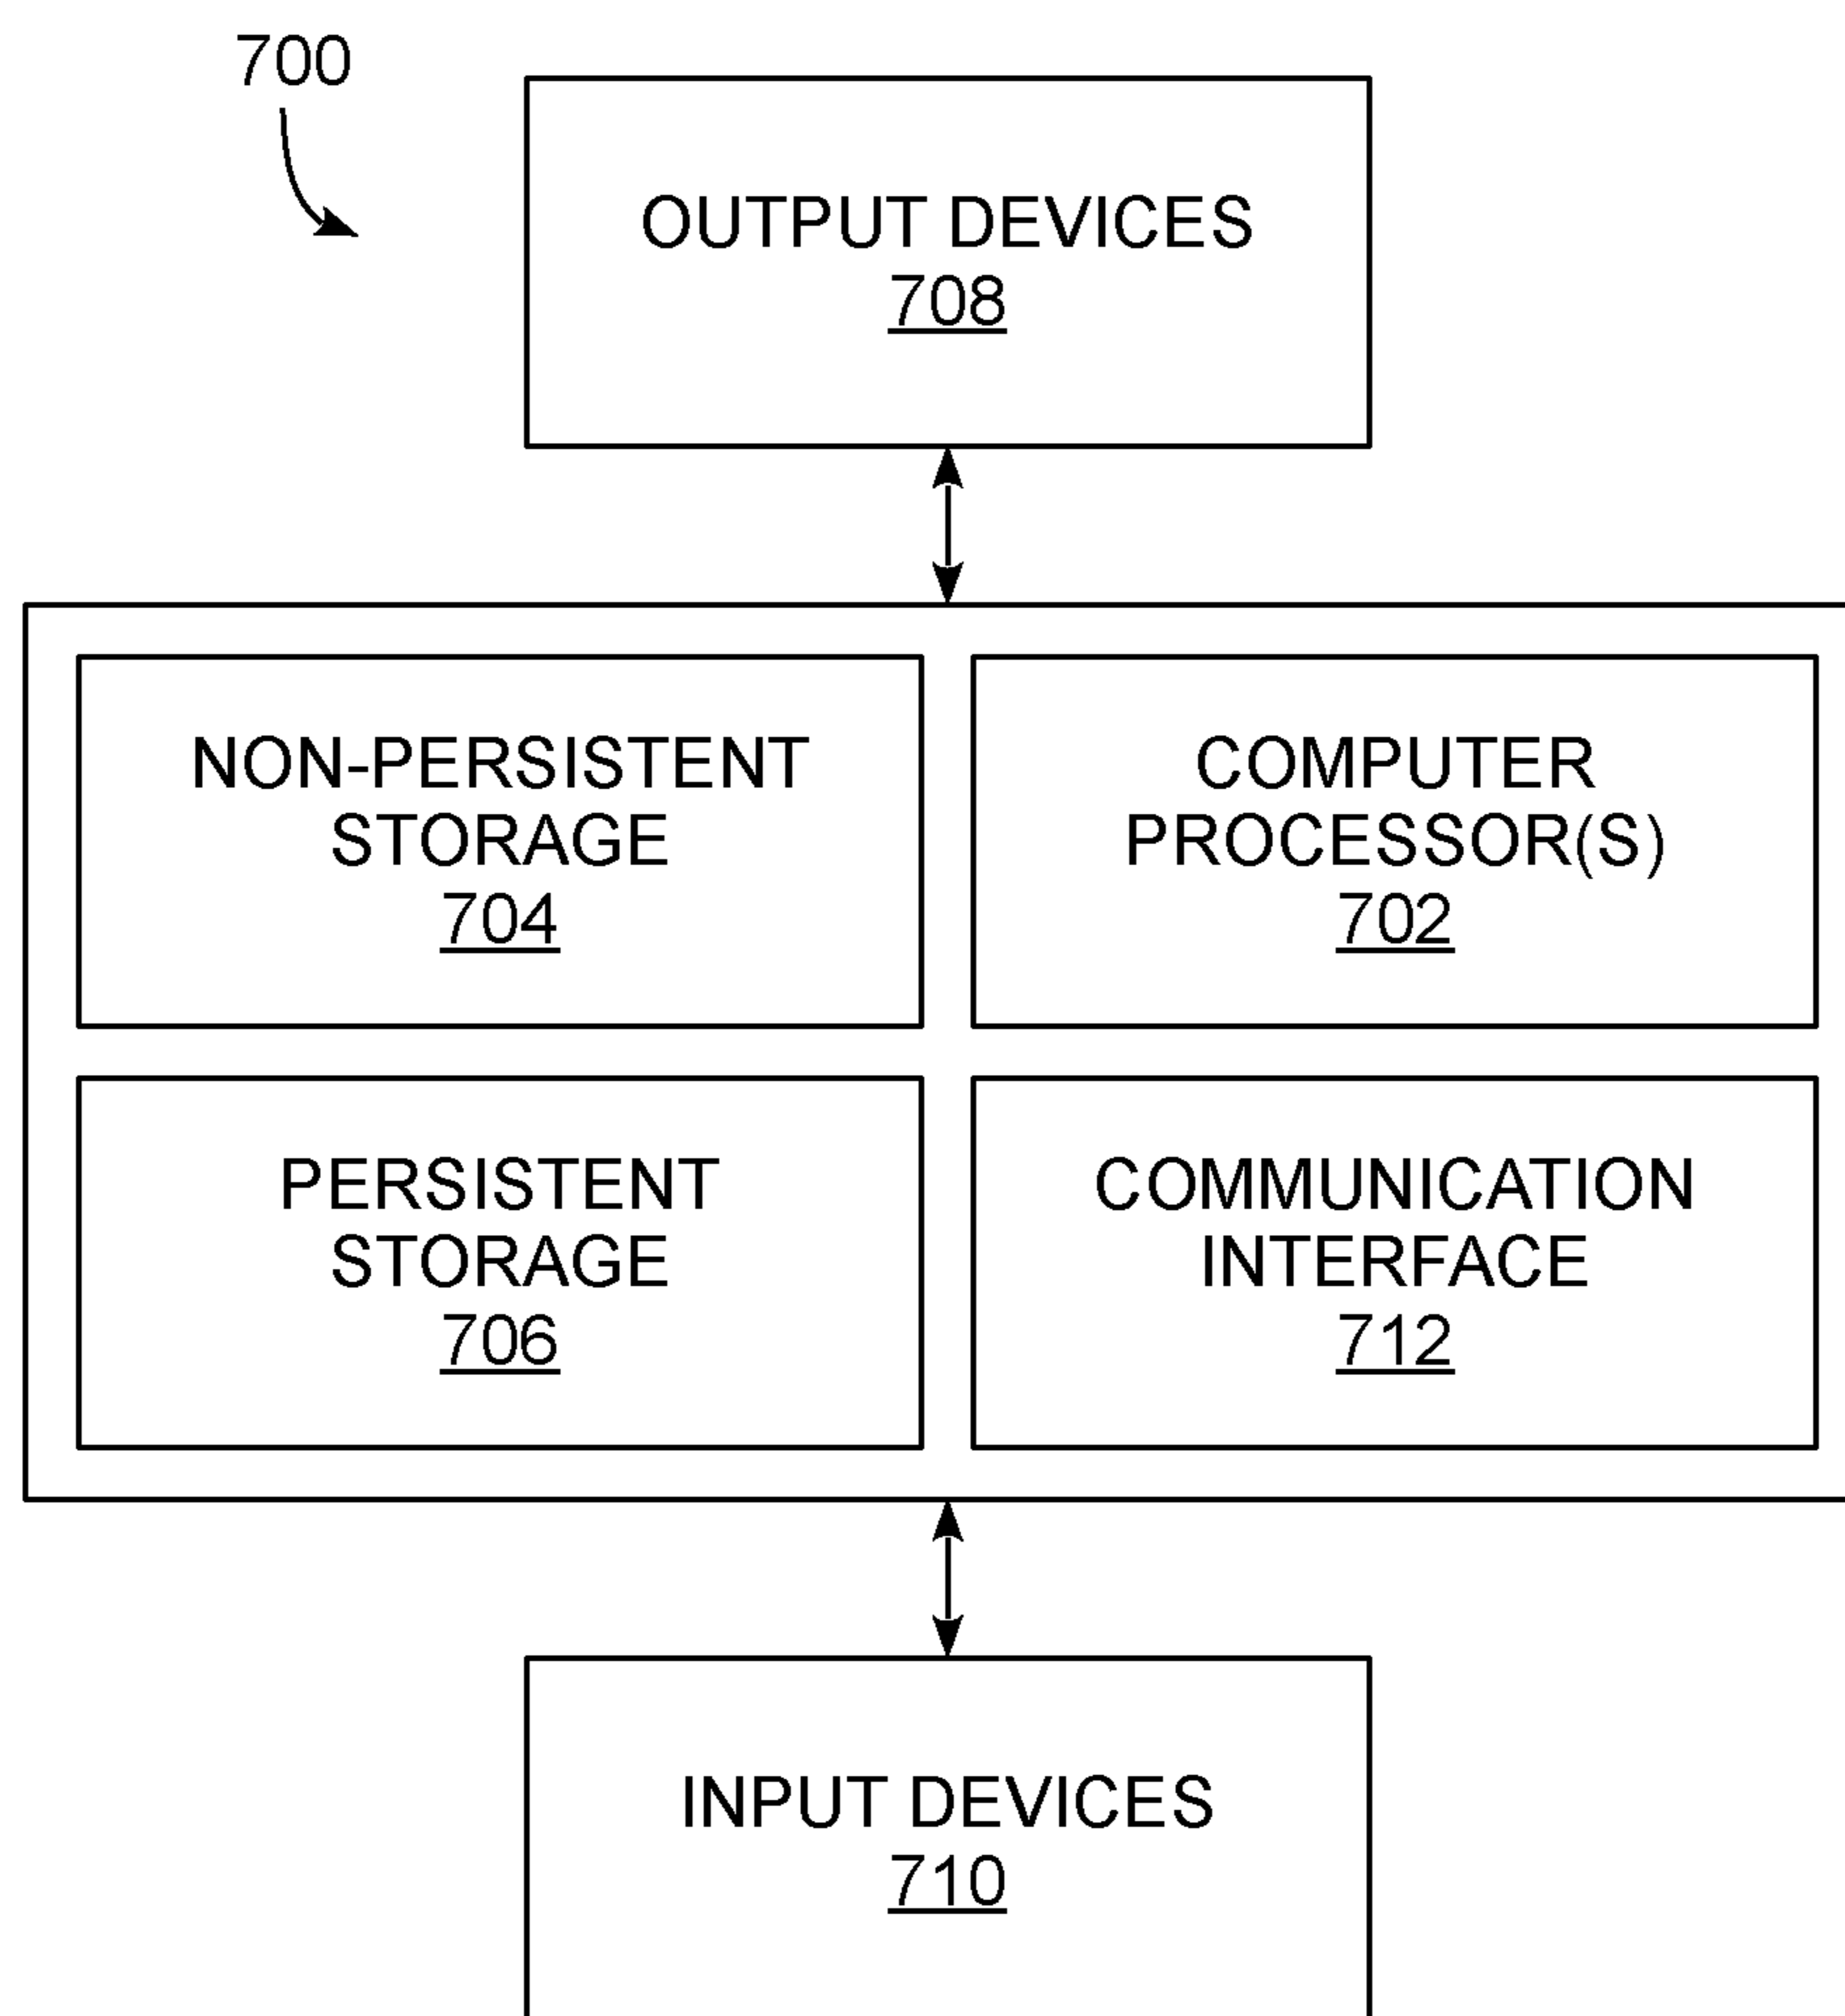 700
OUTPUT DEVICES
708
NON-PERSISTENT
STORAGE
704
COMPUTER
PROCESSOR(S)
702
PERSISTENT
STORAGE
706
COMMUNICATION
INTERFACE
712
INPUT DEVICES
710